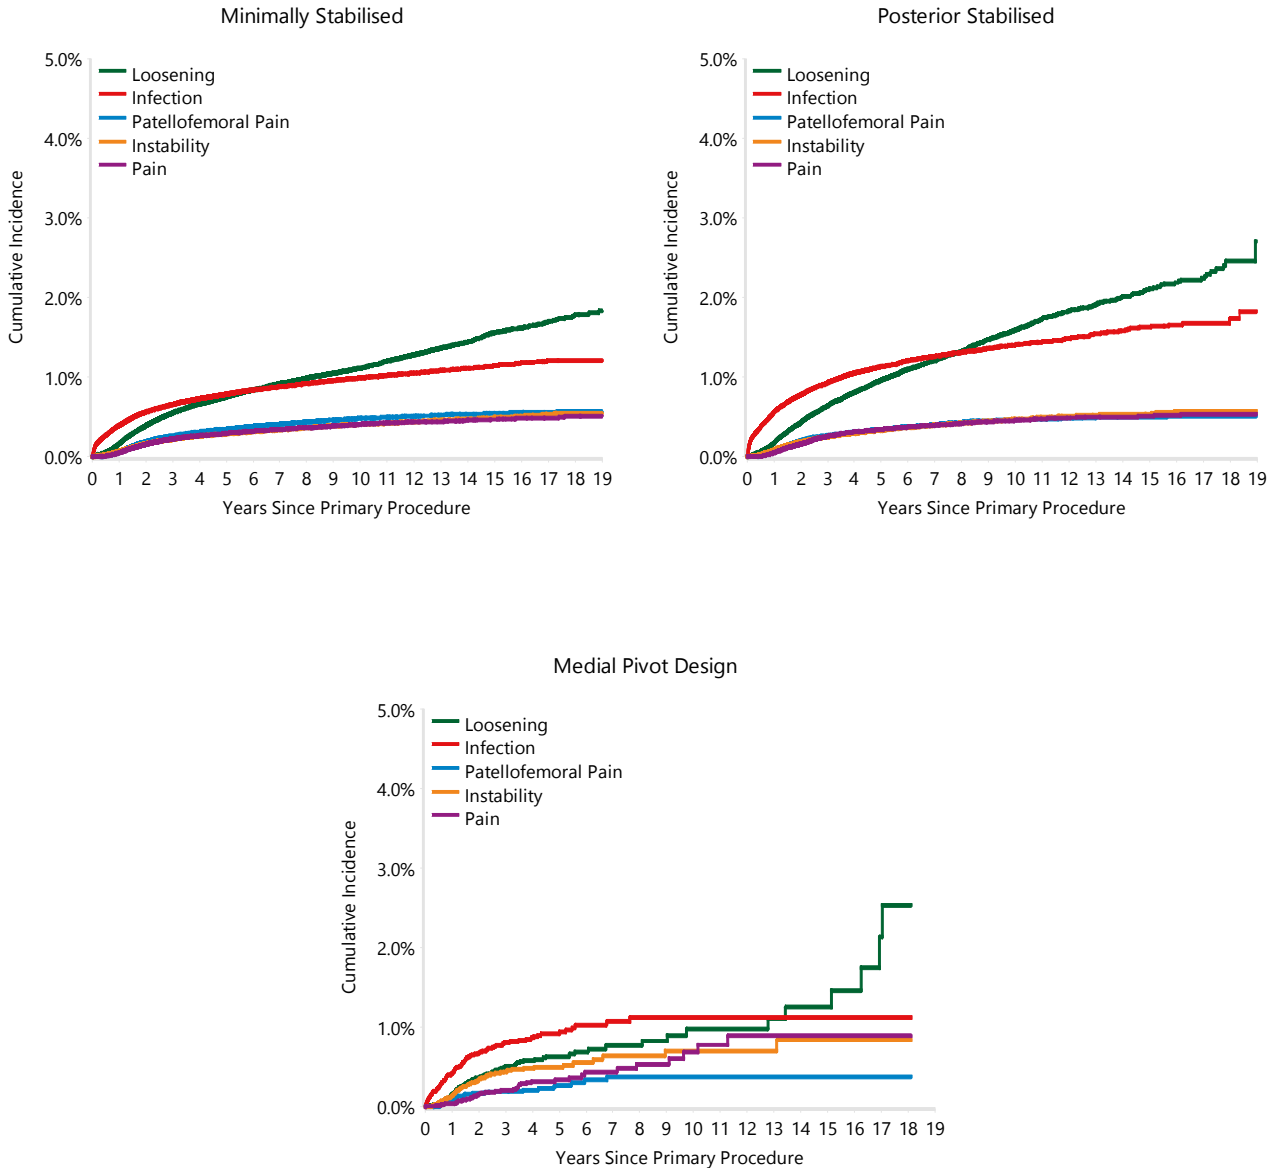 Minimally Stabilised
5.0%
4.0%
3.0%
2.0%
1.0%
0.0%
Cumulative Incidence
Loosening
Infection
Patellofemoral Pain
Instability
Pain
0 1 2 3 4 5 6 7 8 9 10 11 12 13 14 15 16 17 18 19
Years Since Primary Procedure
Posterior Stabilised
5.0%
4.0%
3.0%
2.0%
1.0%
0.0%
Cumulative Incidence
Loosening
Infection
Patellofemoral Pain
Instability
Pain
0 1 2 3 4 5 6 7 8 9 10 11 12 13 14 15 16 17 18 19
Years Since Primary Procedure
Medial Pivot Design
5.0%
4.0%
3.0%
2.0%
1.0%
0.0%
Cumulative Incidence
Loosening
Infection
Patellofemoral Pain
Instability
Pain
0 1 2 3 4 5 6 7 8 9 10 11 12 13 14 15 16 17 18 19
Years Since Primary Procedure